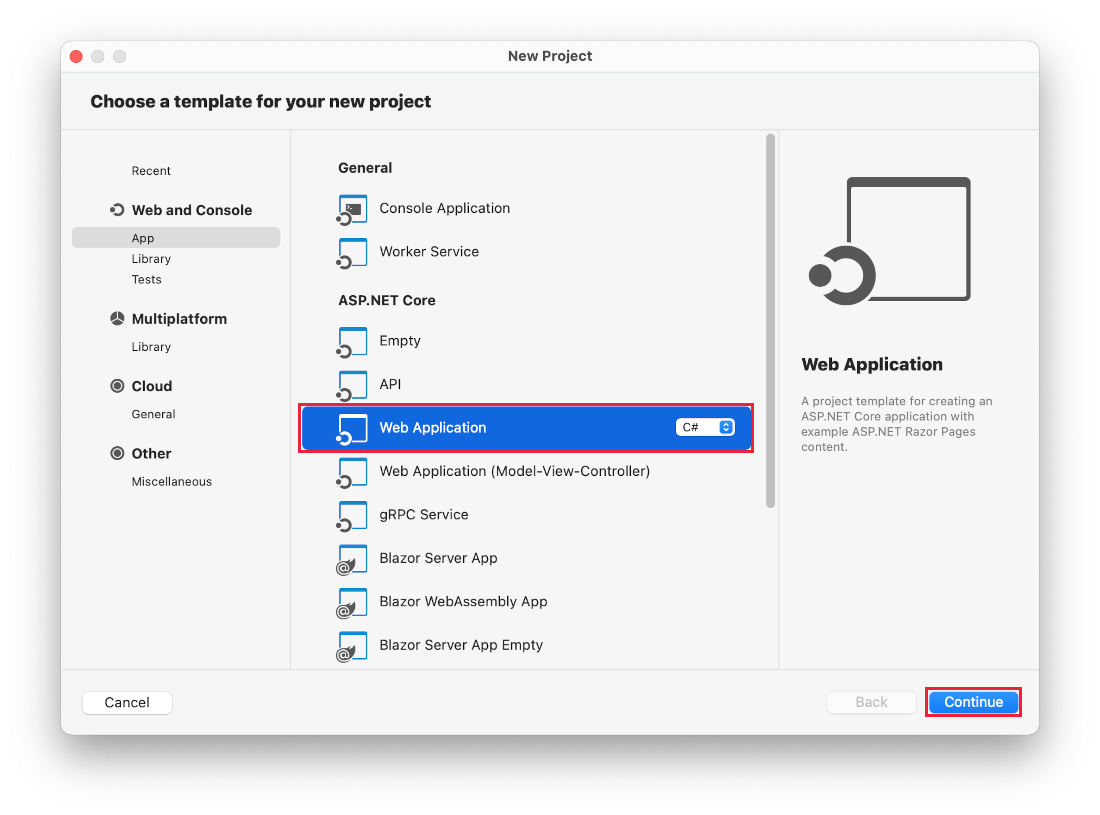 New Project
Choose a template for your new project
Recent
Web and Console
App
Library
Tests
Multiplatform
Library
Cloud
General
Other
Miscellaneous
General
Console Application
Worker Service
ASP.NET Core
Empty
API
Web Application C#
Web Application (Model-View-Controller)
gRPC Service
Blazor Server App
Blazor WebAssembly App
Blazor Server App Empty
Web Application
A project template for creating an
ASP.NET Core application with
example ASP.NET Razor Pages
content.
Cancel
Back
Continue